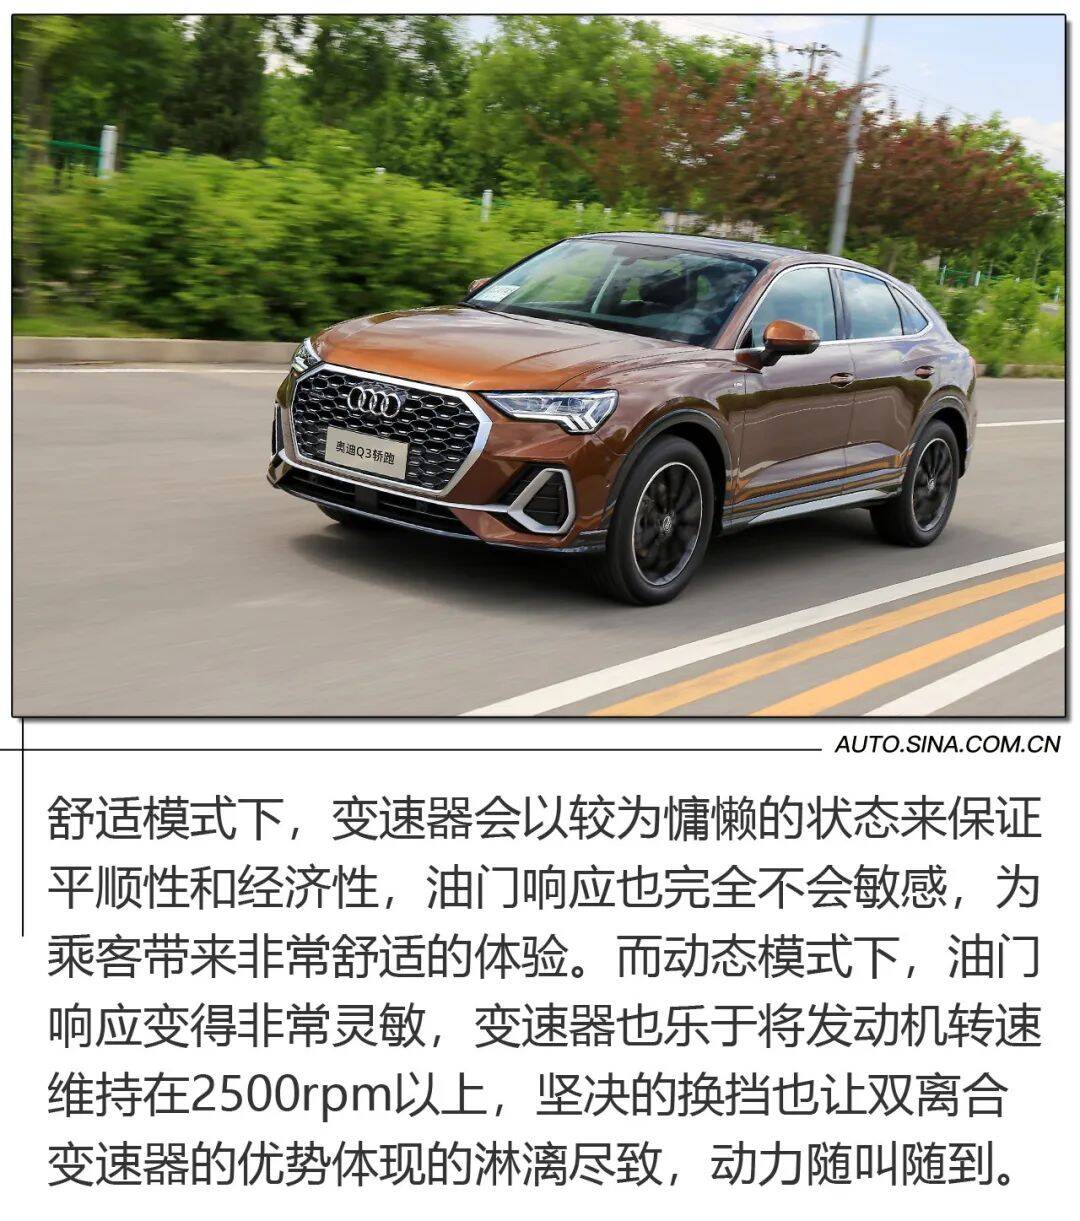 奥迪Q3轿跑
AUTO.SINA.COM.CN
舒适模式下，变速器会以较为慵懒的状态来保证
平顺性和经济性，油门响应也完全不会敏感，为
乘客带来非常舒适的体验。而动态模式下，油门
响应变得非常灵敏，变速器也乐于将发动机转速
维持在2500rpm以上，坚决的换挡也让双离合
变速器的优势体现的淋漓尽致，动力随叫随到。